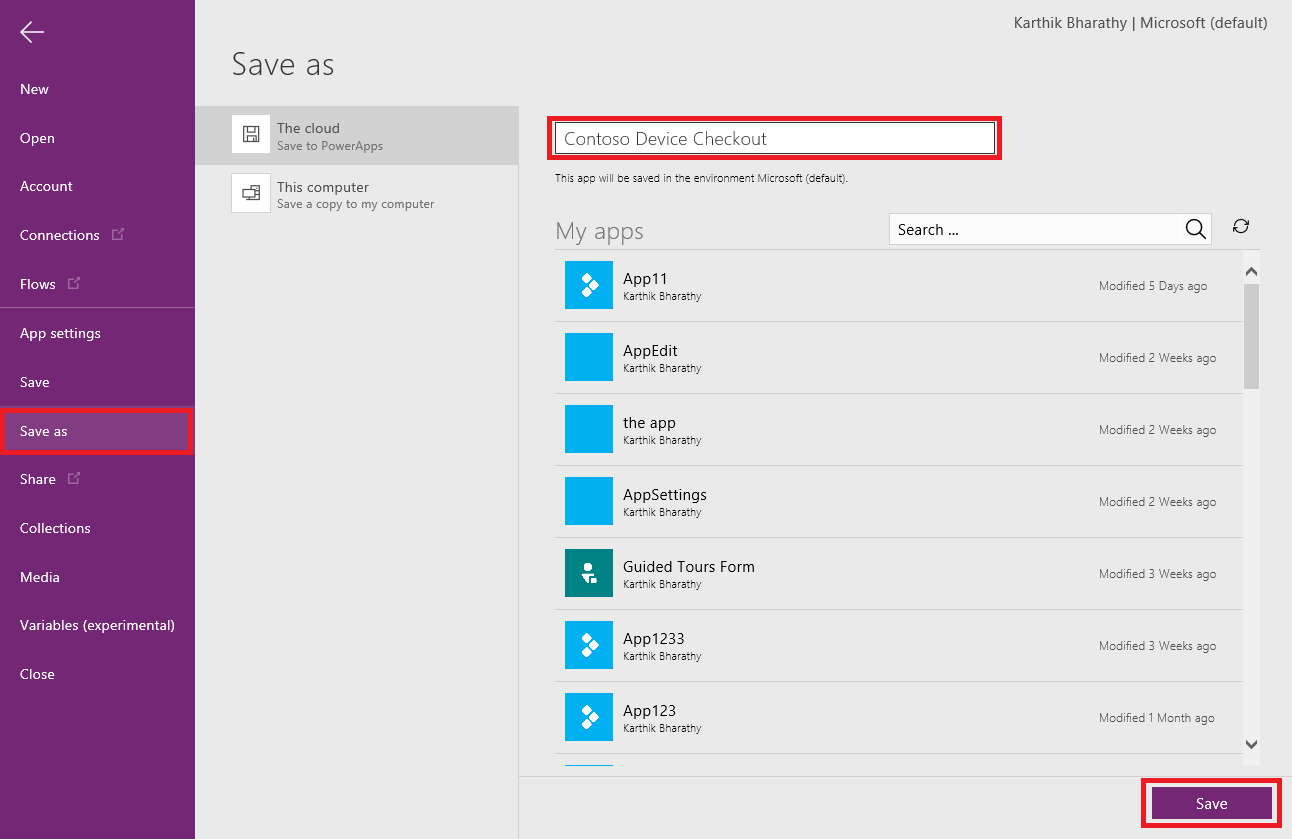 Karthik Bharathy | Microsoft (default)
New
Open
Account
Connections
Flows
App settings
Save
Save as
Share
Collections
Media
Variables (experimental)
Close
Save as
The cloud
Save to PowerApps
This computer
Save a copy to my computer
Contoso Device Checkout
This app will be saved in the environment Microsoft (default).
My apps
Search ...
App11
Karthik Bharathy
Modified 5 Days ago
AppEdit
Karthik Bharathy
Modified 2 Weeks ago
the app
Karthik Bharathy
Modified 2 Weeks ago
AppSettings
Karthik Bharathy
Modified 2 Weeks ago
Guided Tours Form
Karthik Bharathy
Modified 3 Weeks ago
App1233
Karthik Bharathy
Modified 3 Weeks ago
App123
Karthik Bharathy
Modified 1 Month ago
Save